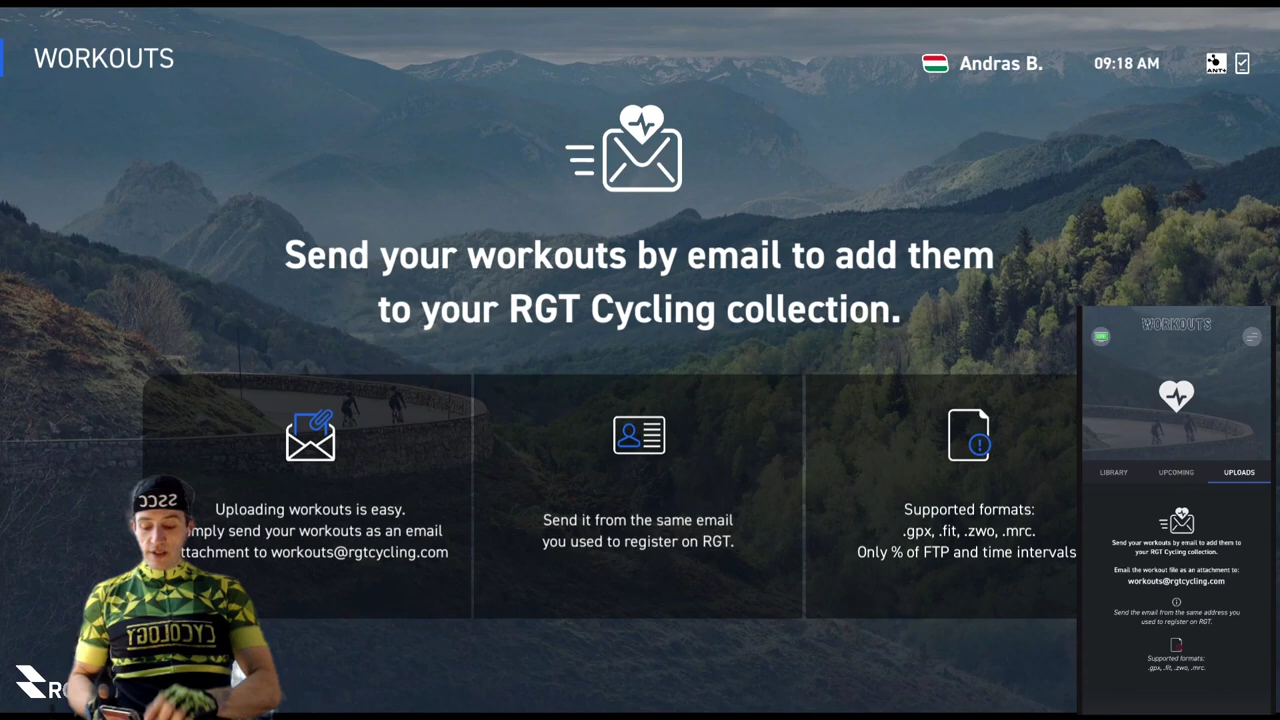 WORKOUTS
Andras B.
09:18 AM
ANT+
Send your workouts by email to add them
to your RGT Cycling collection.
Uploading workouts is easy.
mply send your workouts as an email
ttachment to workouts@rgtcycling.com
Send it from the same email
you used to register on RGT.
Supported formats:
.gpx, .fit, .zwo, .mrc.
Only % of FTP and time intervals
WORKOUTS
LIBRARY
UPCOMING
UPLOADS
Send your workouts by email to add them to
your RGT Cycling collection.
Email the workout file as an attachment to:
workouts@rgtcycling.com
Send the email from the same address you
used to register on RGT.
Supported formats:
.gpx, .fit, .zwo, .mrc.
SSCC
CYCOLOGY
R